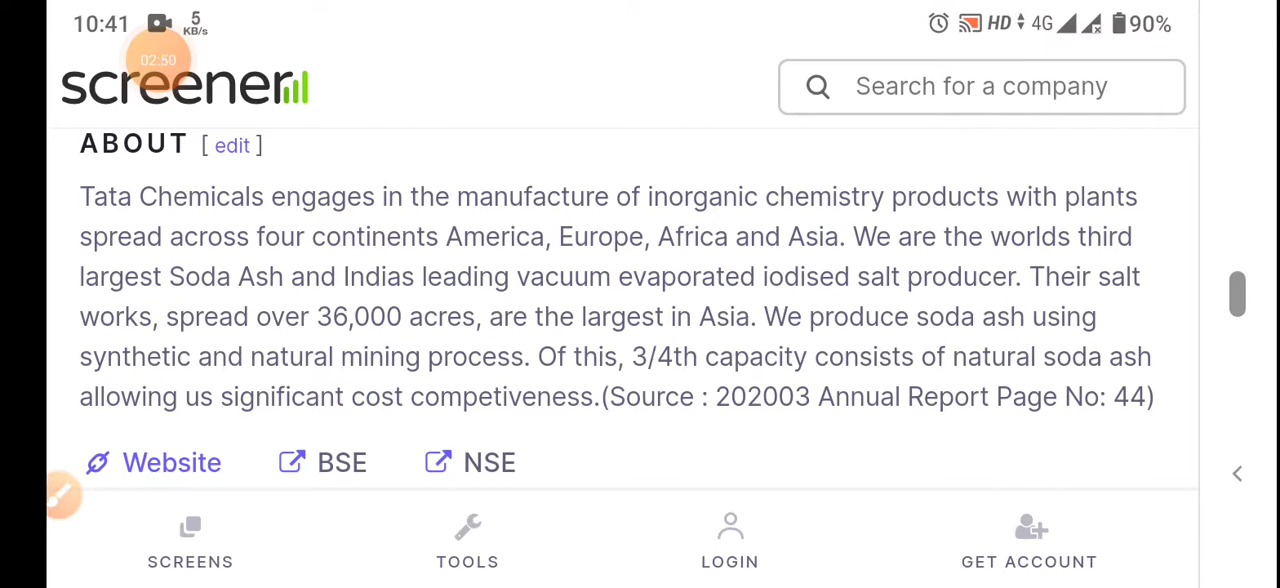 10:41 5 KB/s HD 4G 90%
02:50
screener Search for a company
ABOUT [ edit ]
Tata Chemicals engages in the manufacture of inorganic chemistry products with plants
spread across four continents America, Europe, Africa and Asia. We are the worlds third
largest Soda Ash and Indias leading vacuum evaporated iodised salt producer. Their salt
works, spread over 36,000 acres, are the largest in Asia. We produce soda ash using
synthetic and natural mining process. Of this, 3/4th capacity consists of natural soda ash
allowing us significant cost competiveness.(Source : 202003 Annual Report Page No: 44)
Website BSE NSE
SCREENS TOOLS LOGIN GET ACCOUNT